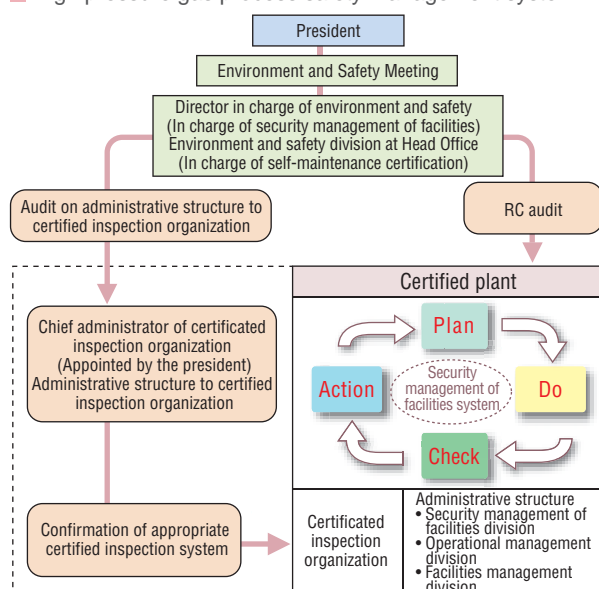 President
Environment and Safety Meeting
Director in charge of environment and safety
(In charge of security management of facilities)
Environment and safety division at Head Office
(In charge of self-maintenance certification)
Audit on administrative structure to
certified inspection organization
RC audit
Chief administrator of certificated
inspection organization
(Appointed by the president)
Administrative structure to certified
inspection organization
Confirmation of appropriate
certified inspection system
Certified plant
Plan
Action
Security
management of
facilities system
Do
Check
Certificated
inspection
organization
Administrative structure
• Security management of
facilities division
• Operational management
division
• Facilities management
division